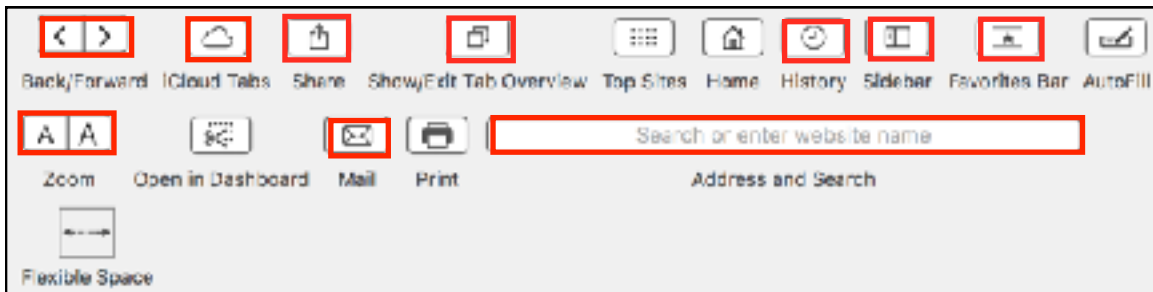 Back/Forward iCloud Tabs Share Show/Exit Tab Overview Top Sites Home History Sidebar Favorites Bar AutoFill
A A Search or enter website name
Zoom Open in Dashboard Mail Print Address and Search
Flexible Space